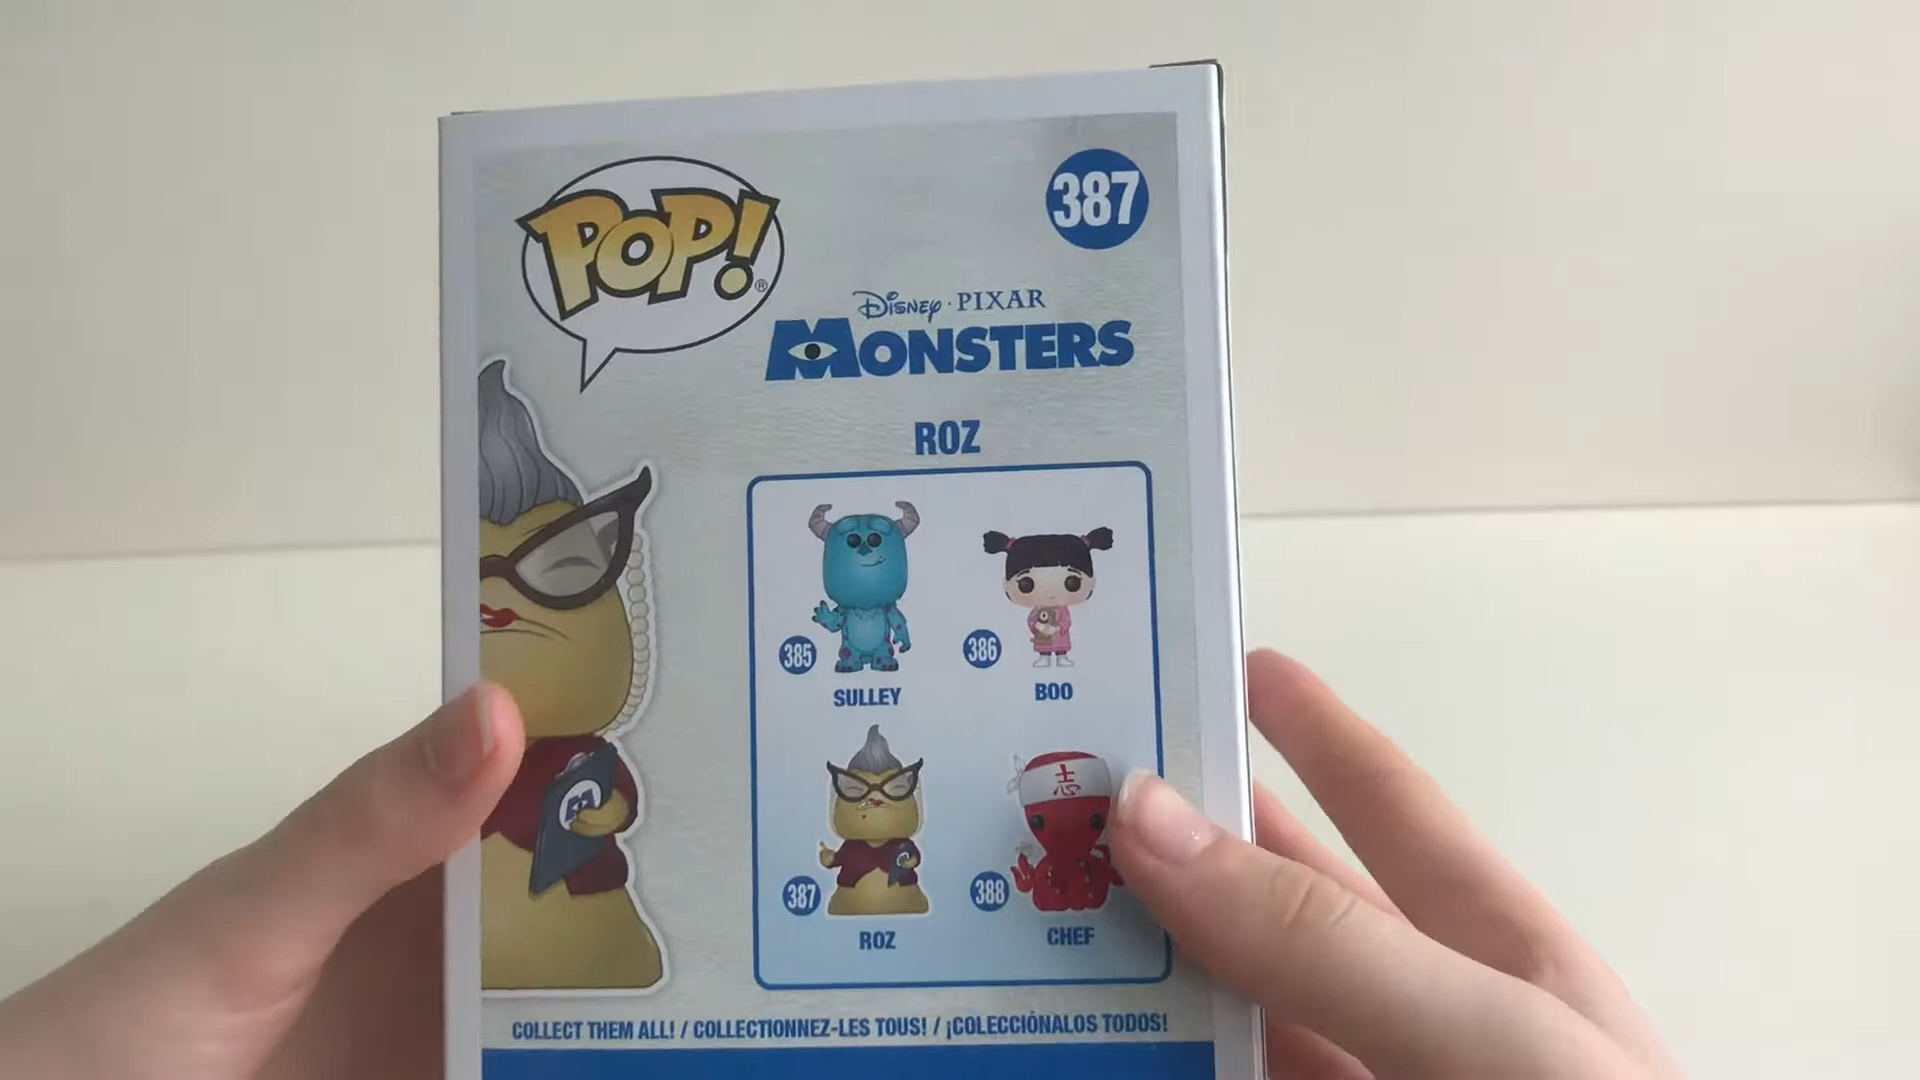 POP!®
387
Disney · PIXAR
MONSTERS
ROZ
385
SULLEY
386
BOO
387
ROZ
志
388
CHEF
COLLECT THEM ALL! / COLLECTIONNEZ-LES TOUS! / ¡COLECCIÓNALOS TODOS!